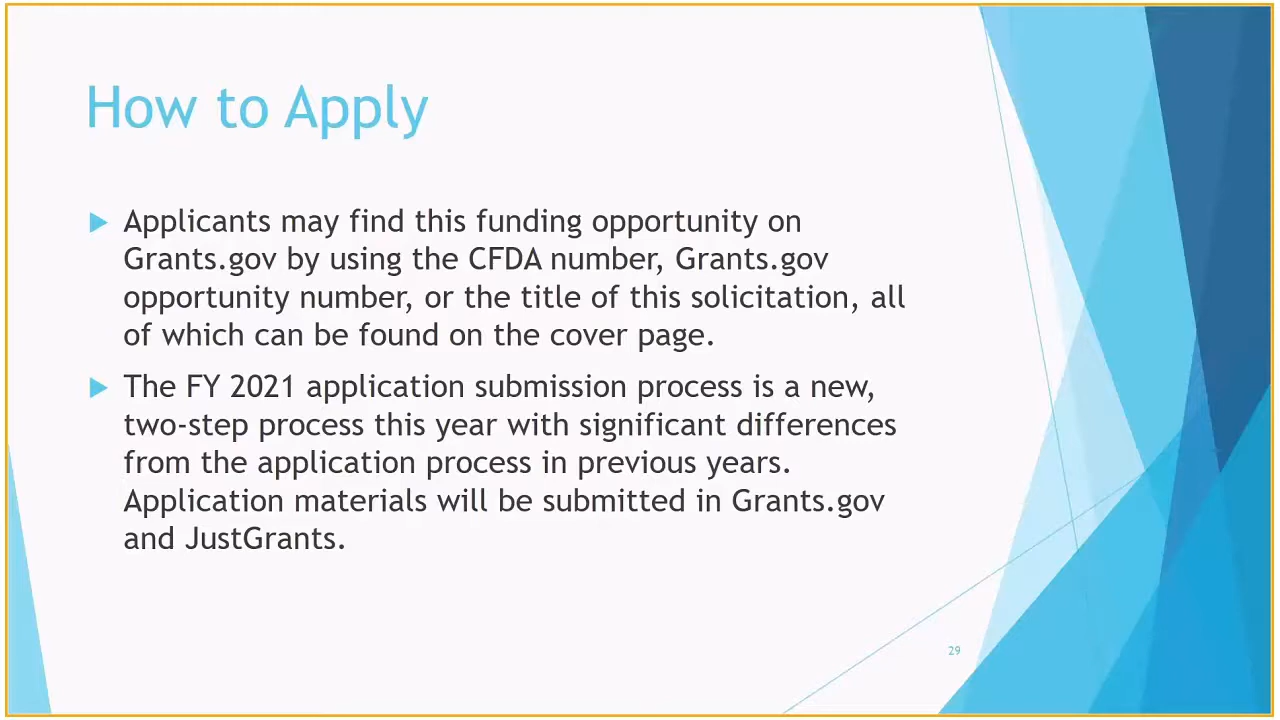 How to Apply
Applicants may find this funding opportunity on
Grants.gov by using the CFDA number, Grants.gov
opportunity number, or the title of this solicitation, all
of which can be found on the cover page.
The FY 2021 application submission process is a new,
two-step process this year with significant differences
from the application process in previous years.
Application materials will be submitted in Grants.gov
and JustGrants.
29